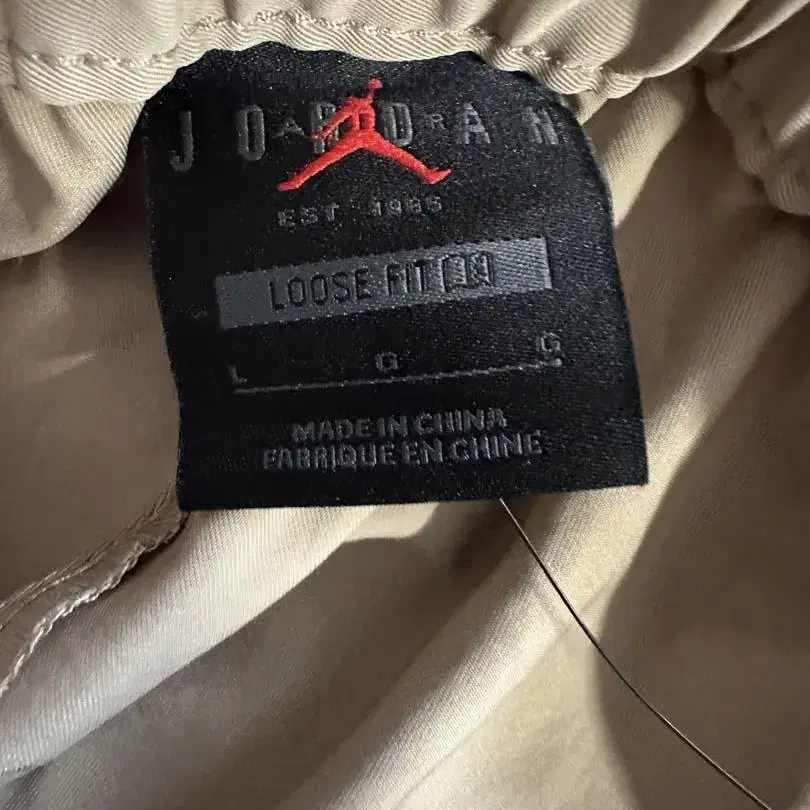 JORDAN
EST 1985
LOOSE FIT
L G G
MADE IN CHINA
FABRIQUE EN CHINE